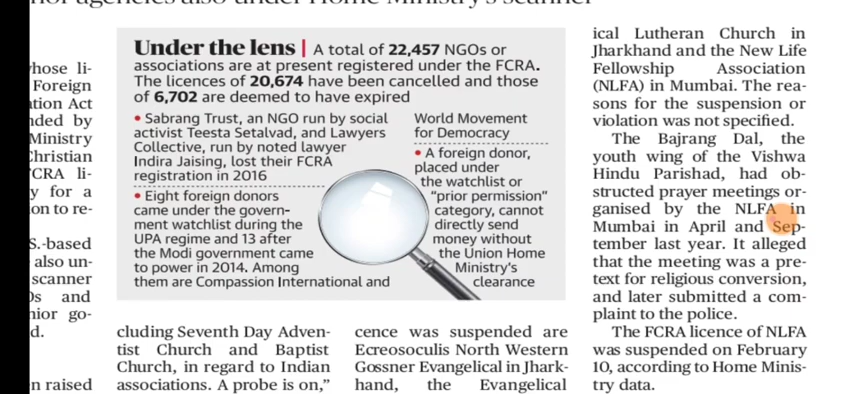 nor agencies also under Home Ministry's scanner
whose li-
Foreign
ation Act
nded by
Ministry
Christian
FCRA li-
y for a
on to re-
S.-based
also un-
scanner
Os and
nior go-
d.
n raised
Under the lens | A total of 22,457 NGOs or
associations are at present registered under the FCRA.
The licences of 20,674 have been cancelled and those
of 6,702 are deemed to have expired
• Sabrang Trust, an NGO run by social
activist Teesta Setalvad, and Lawyers
Collective, run by noted lawyer
Indira Jaising, lost their FCRA
registration in 2016
• Eight foreign donors
came under the govern-
ment watchlist during the
UPA regime and 13 after
the Modi government came
to power in 2014. Among
them are Compassion International and
World Movement
for Democracy
• A foreign donor,
placed under
the watchlist or
"prior permission"
category, cannot
directly send
money without
the Union Home
Ministry's
clearance
cluding Seventh Day Adven-
tist Church and Baptist
Church, in regard to Indian
associations. A probe is on,"
cence was suspended are
Ecreosoculis North Western
Gossner Evangelical in Jhark-
hand, the Evangelical
ical Lutheran Church in
Jharkhand and the New Life
Fellowship Association
(NLFA) in Mumbai. The rea-
sons for the suspension or
violation was not specified.
The Bajrang Dal, the
youth wing of the Vishwa
Hindu Parishad, had ob-
structed prayer meetings or-
ganised by the NLFA in
Mumbai in April and Sep-
tember last year. It alleged
that the meeting was a pre-
text for religious conversion,
and later submitted a com-
plaint to the police.
The FCRA licence of NLFA
was suspended on February
10, according to Home Minis-
try data.